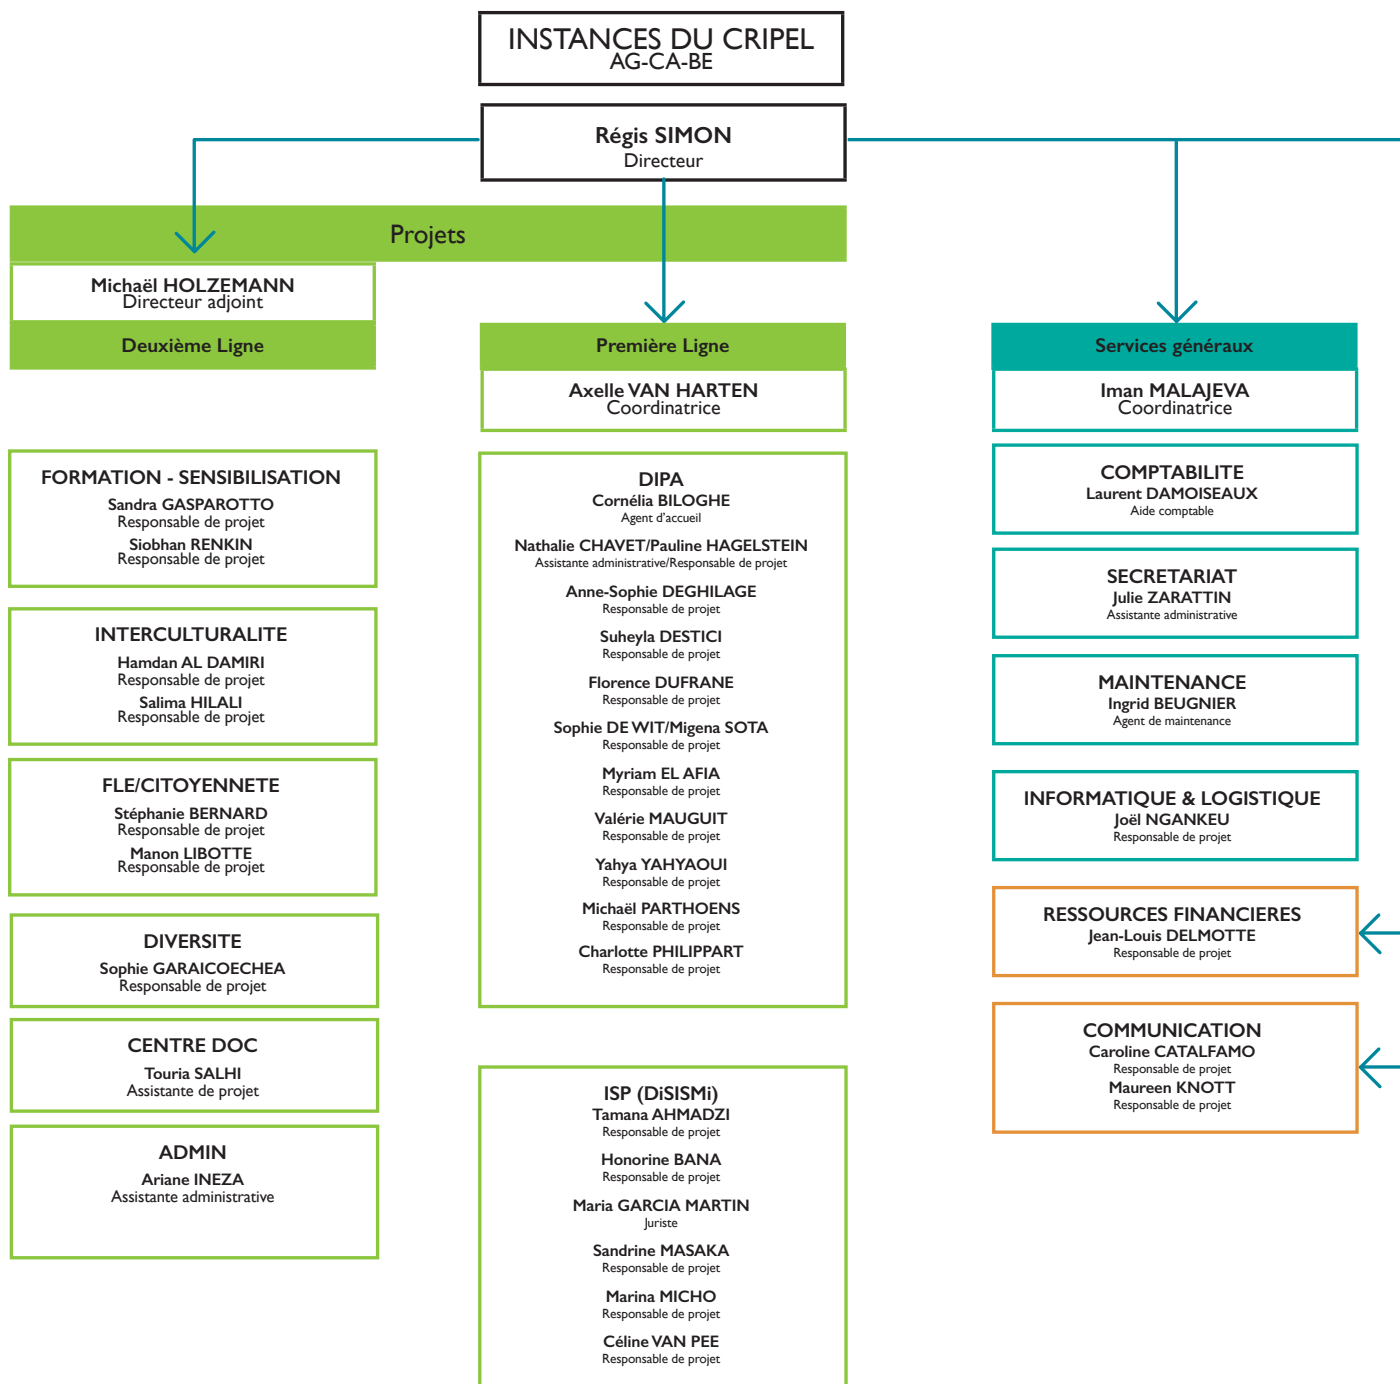 INSTANCES DU CRIPEL
AG-CA-BE
Régis SIMON
Directeur
Projets
Michaël HOLZEMANN
Directeur adjoint
Deuxième Ligne
FORMATION - SENSIBILISATION
Sandra GASPAROTTO
Responsable de projet
Siobhan RENKIN
Responsable de projet
INTERCULTURALITE
Hamdan AL DAMIRI
Responsable de projet
Salima HILALI
Responsable de projet
FLE/CITOYENNETE
Stéphanie BERNARD
Responsable de projet
Manon LIBOTTE
Responsable de projet
DIVERSITE
Sophie GARAICOECHEA
Responsable de projet
CENTRE DOC
Touria SALHI
Assistante de projet
ADMIN
Ariane INEZA
Assistante administrative
Première Ligne
Axelle VAN HARTEN
Coordinatrice
DIPA
Cornélia BILOGHE
Agent d'accueil
Nathalie CHAVET/Pauline HAGELSTEIN
Assistante administrative/Responsable de projet
Anne-Sophie DEGHILAGE
Responsable de projet
Suheyla DESTICI
Responsable de projet
Florence DUFRANE
Responsable de projet
Sophie DE WIT/Migena SOTA
Responsable de projet
Myriam EL AFIA
Responsable de projet
Valérie MAUGUIT
Responsable de projet
Yahya YAHYAOUI
Responsable de projet
Michaël PARTHOENS
Responsable de projet
Charlotte PHILIPPART
Responsable de projet
ISP (DiSISMi)
Tamana AHMADZI
Responsable de projet
Honorine BANA
Responsable de projet
Maria GARCIA MARTIN
Juriste
Sandrine MASAKA
Responsable de projet
Marina MICHO
Responsable de projet
Céline VAN PEE
Responsable de projet
Services généraux
Iman MALAJEVA
Coordinatrice
COMPTABILITE
Laurent DAMOISEAUX
Aide comptable
SECRETARIAT
Julie ZARATTIN
Assistante administrative
MAINTENANCE
Ingrid BEUGNIER
Agent de maintenance
INFORMATIQUE & LOGISTIQUE
Joël NGANKEU
Responsable de projet
RESSOURCES FINANCIERES
Jean-Louis DELMOTTE
Responsable de projet
COMMUNICATION
Caroline CATALFAMO
Responsable de projet
Maureen KNOTT
Responsable de projet